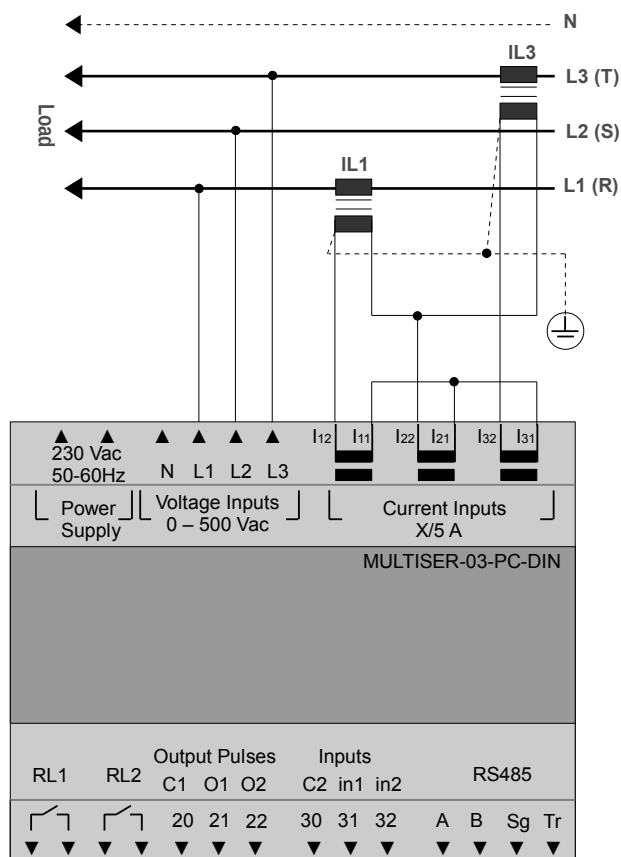 N
IL3
L3 (T)
Load
L2 (S)
IL1
L1 (R)
I12 I11 I22 I21 I32 I31
230 Vac
50-60Hz
N L1 L2 L3
Power
Supply
Voltage Inputs
0 – 500 Vac
Current Inputs
X/5 A
MULTISER-03-PC-DIN
Output Pulses
Inputs
RL1 RL2 C1 O1 O2 C2 in1 in2 RS485
20 21 22 30 31 32 A B Sg Tr